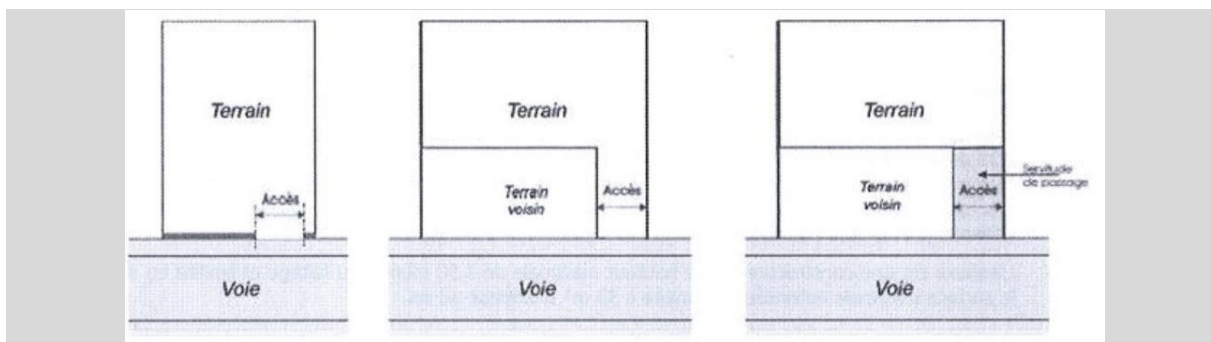 Terrain
Accès
Voie
Terrain
Terrain
voisin
Accès
Voie
Terrain
Terrain
voisin
Accès
Servitude
de passage
Voie